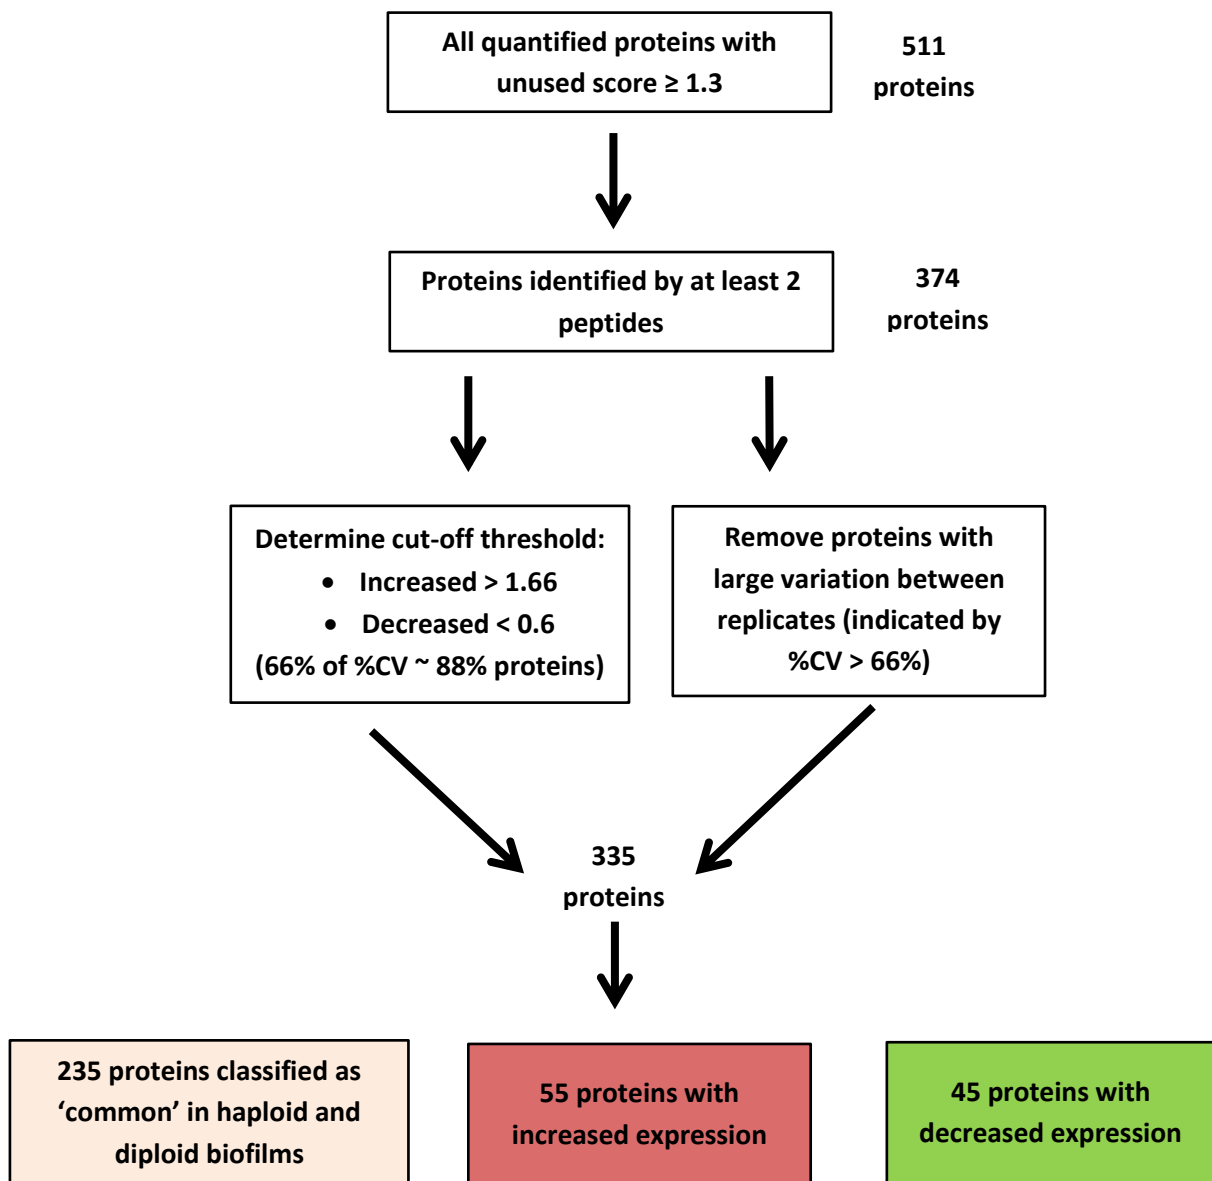 All quantified proteins with
unused score ≥ 1.3
511
proteins
Proteins identified by at least 2
peptides
374
proteins
Determine cut-off threshold:
• Increased > 1.66
• Decreased < 0.6
(66% of %CV ~ 88% proteins)
Remove proteins with
large variation between
replicates (indicated by
%CV > 66%)
335
proteins
235 proteins classified as
‘common’ in haploid and
diploid biofilms
55 proteins with
increased expression
45 proteins with
decreased expression